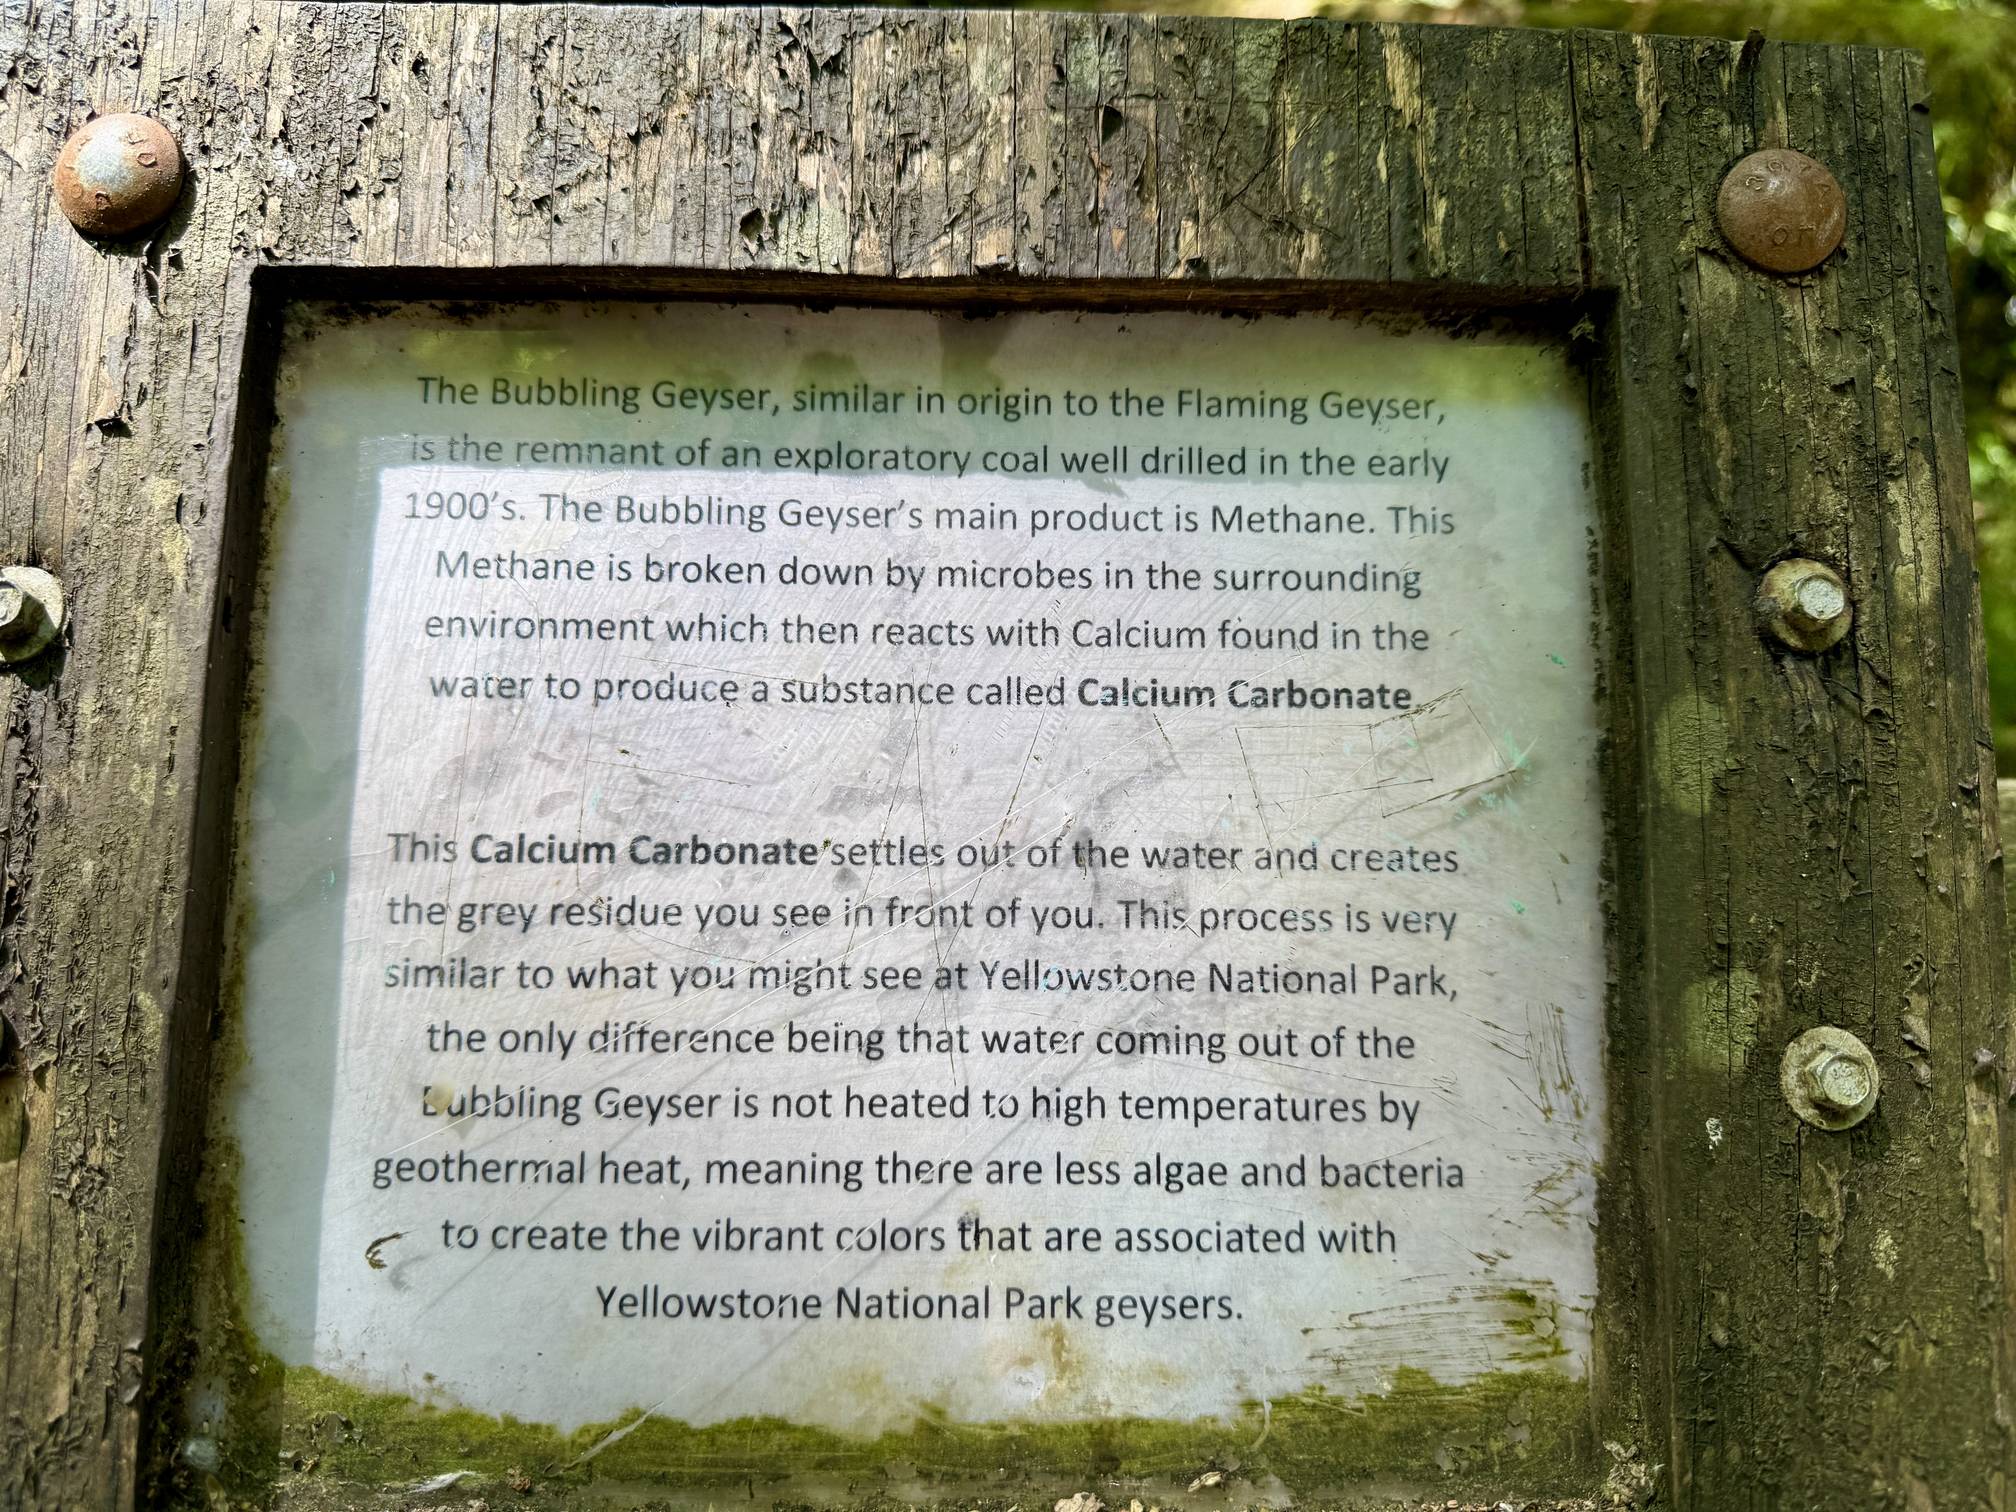 The Bubbling Geyser, similar in origin to the Flaming Geyser,
is the remnant of an exploratory coal well drilled in the early
1900's. The Bubbling Geyser's main product is Methane. This
Methane is broken down by microbes in the surrounding
environment which then reacts with Calcium found in the
water to produce a substance called Calcium Carbonate.
This Calcium Carbonate settles out of the water and creates
the grey residue you see in front of you. This process is very
similar to what you might see at Yellowstone National Park,
the only difference being that water coming out of the
Bubbling Geyser is not heated to high temperatures by
geothermal heat, meaning there are less algae and bacteria
to create the vibrant colors that are associated with
Yellowstone National Park geysers.